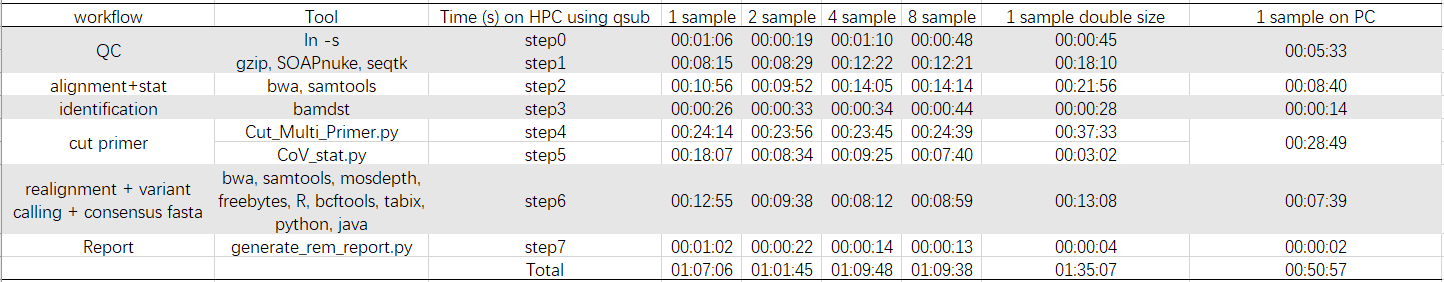 workflow Tool Time (s) on HPC using qsub 1 sample 2 sample 4 sample 8 sample 1 sample double size 1 sample on PC
QC ln -s step0 00:01:06 00:00:19 00:01:10 00:00:48 00:00:45 00:05:33
gzip, SOAPnuke, seqtk step1 00:08:15 00:08:29 00:12:22 00:12:21 00:18:10
alignment+stat bwa, samtools step2 00:10:56 00:09:52 00:14:05 00:14:14 00:21:56 00:08:40
identification bamdst step3 00:00:26 00:00:33 00:00:34 00:00:44 00:00:28 00:00:14
cut primer Cut_Multi_Primer.py step4 00:24:14 00:23:56 00:23:45 00:24:39 00:37:33 00:28:49
CoV_stat.py step5 00:18:07 00:08:34 00:09:25 00:07:40 00:03:02
realignment + variant
calling + consensus fasta
bwa, samtools, mosdepth,
freebytes, R, bcftools, tabix,
python, java
step6 00:12:55 00:09:38 00:08:12 00:08:59 00:13:08 00:07:39
Report generate_rem_report.py step7 00:01:02 00:00:22 00:00:14 00:00:13 00:00:04 00:00:02
Total 01:07:06 01:01:45 01:09:48 01:09:38 01:35:07 00:50:57